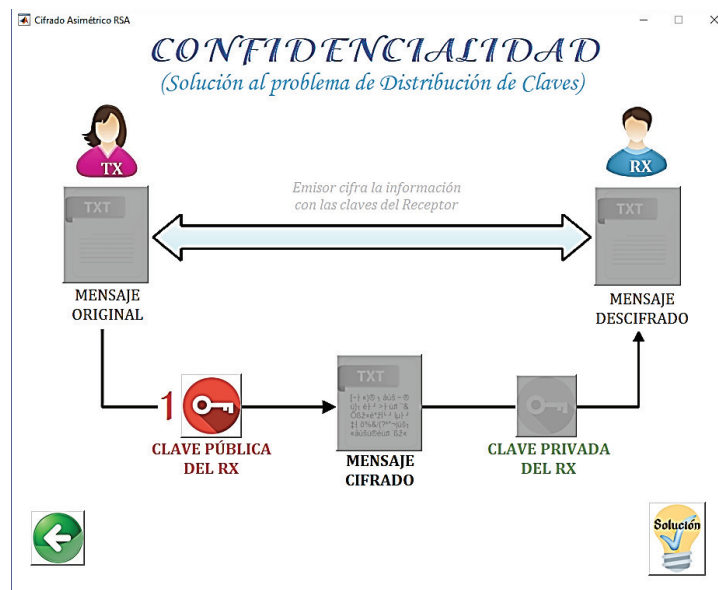 Cifrado Asimétrico RSA
CONFIDENCIALIDAD
(Solución al problema de Distribución de Claves)
TX
RX
Emisor cifra la información
con las claves del Receptor
TXT
TXT
MENSAJE
ORIGINAL
MENSAJE
DESCIFRADO
1
TXT
CLAVE PÚBLICA
DEL RX
MENSAJE
CIFRADO
CLAVE PRIVADA
DEL RX
Solución